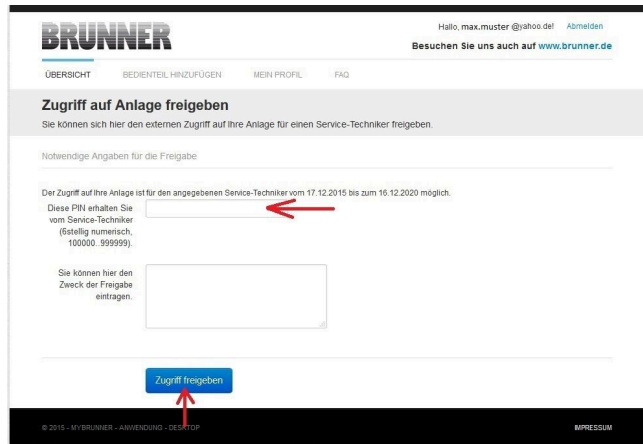 BRUNNER
Hallo, max.muster @yahoo.de! Abmelden
Besuchen Sie uns auch auf www.brunner.de
ÜBERSICHT BEDIENTEIL HINZUFÜGEN MEIN PROFIL FAQ
Zugriff auf Anlage freigeben
Sie können sich hier den externen Zugriff auf Ihre Anlage für einen Service-Techniker freigeben.
Notwendige Angaben für die Freigabe
Der Zugriff auf Ihre Anlage ist für den angegebenen Service-Techniker vom 17.12.2015 bis zum 16.12.2020 möglich.
Diese PIN erhalten Sie
vom Service-Techniker
(6stellig numerisch,
100000..999999).
Sie können hier den
Zweck der Freigabe
eintragen.
Zugriff freigeben
© 2015 - MYBRUNNER - ANWENDUNG - DESKTOP IMPRESSUM